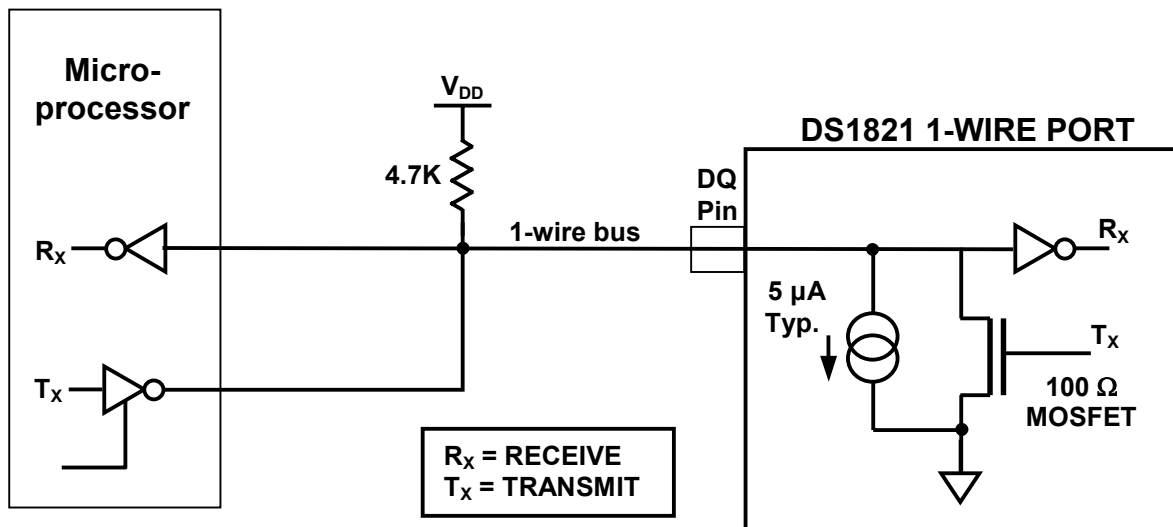 Micro-
processor
V_DD
4.7K
DS1821 1-WIRE PORT
DQ
Pin
1-wire bus
R_X
R_X
5 µA
Typ.
T_X
T_X
100 Ω
MOSFET
R_X = RECEIVE
T_X = TRANSMIT